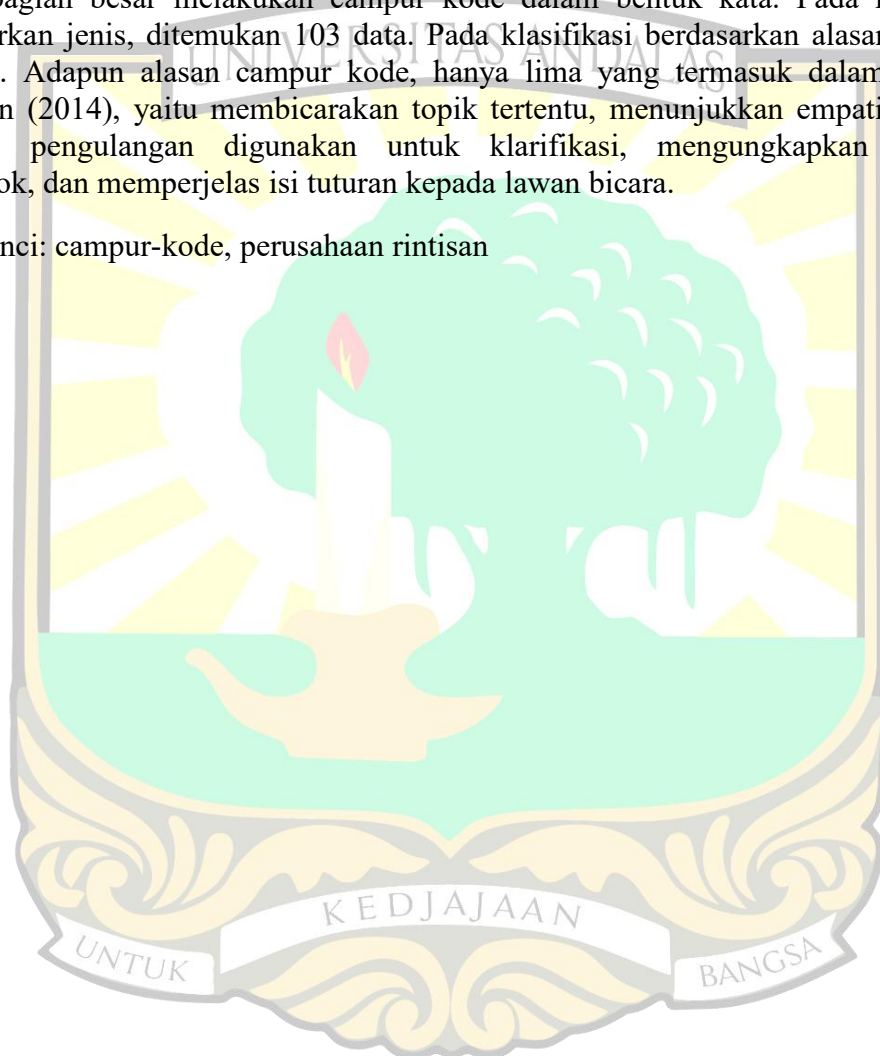 bagian besar melakukan campur kode dalam bentuk kata. Pada
rkan jenis, ditemukan 103 data. Pada klasifikasi berdasarkan alasan
. Adapun alasan campur kode, hanya lima yang termasuk dalam
n (2014), yaitu membicarakan topik tertentu, menunjukkan empati
pengulangan digunakan untuk klarifikasi, mengungkapkan
ok, dan memperjelas isi tuturan kepada lawan bicara.
nci: campur-kode, perusahaan rintisan
UNIVERSITAS ANDALAS
KEDJAJAAN
UNTUK
BANGSA